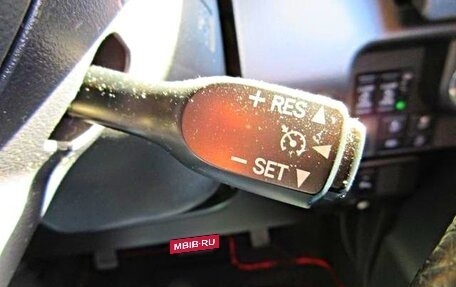 + RES ▲
◀
− SET ▼
MBIB-RU